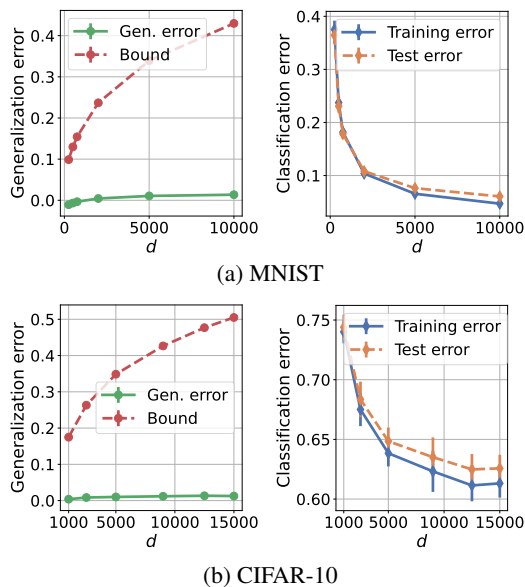 Generalization error
0.4
0.3
0.2
0.1
0.0
Gen. error
Bound
0
5000
10000
d
Classification error
0.4
0.3
0.2
0.1
Training error
Test error
0
5000
10000
d
(a) MNIST
Generalization error
0.5
0.4
0.3
0.2
0.1
0.0
Gen. error
Bound
1000
5000
10000
15000
d
Classification error
0.75
0.70
0.65
0.60
Training error
Test error
1000
5000
10000
15000
d
(b) CIFAR-10